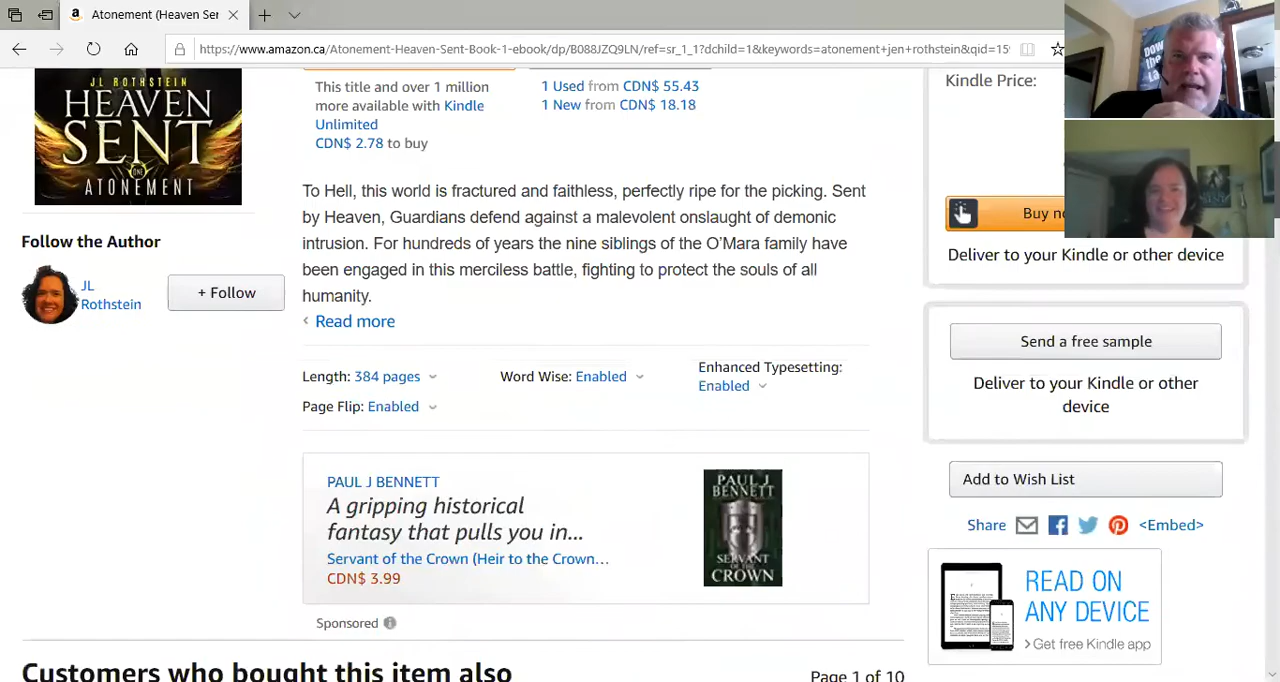 Atonement (Heaven Ser
https://www.amazon.ca/Atonement-Heaven-Sent-Book-1-ebook/dp/B088JZQ9LN/ref=sr_1_1?dchild=1&keywords=atonement+jen+rothstein&qid=15
JL ROTHSTEIN
HEAVEN
SENT
ONE
ATONEMENT
Follow the Author
JL
Rothstein
+ Follow
This title and over 1 million
more available with Kindle
Unlimited
CDN$ 2.78 to buy
1 Used from CDN$ 55.43
1 New from CDN$ 18.18
To Hell, this world is fractured and faithless, perfectly ripe for the picking. Sent
by Heaven, Guardians defend against a malevolent onslaught of demonic
intrusion. For hundreds of years the nine siblings of the O’Mara family have
been engaged in this merciless battle, fighting to protect the souls of all
humanity.
Read more
Length: 384 pages
Word Wise: Enabled
Enhanced Typesetting:
Enabled
Page Flip: Enabled
PAUL J BENNETT
A gripping historical
fantasy that pulls you in...
Servant of the Crown (Heir to the Crown…
CDN$ 3.99
PAUL J
BENNETT
SERVANT
OF THE
CROWN
Sponsored
Customers who bought this item also
Page 1 of 10
Kindle Price:
Buy no
Deliver to your Kindle or other device
Send a free sample
Deliver to your Kindle or other
device
Add to Wish List
Share
<Embed>
READ ON
ANY DEVICE
› Get free Kindle app